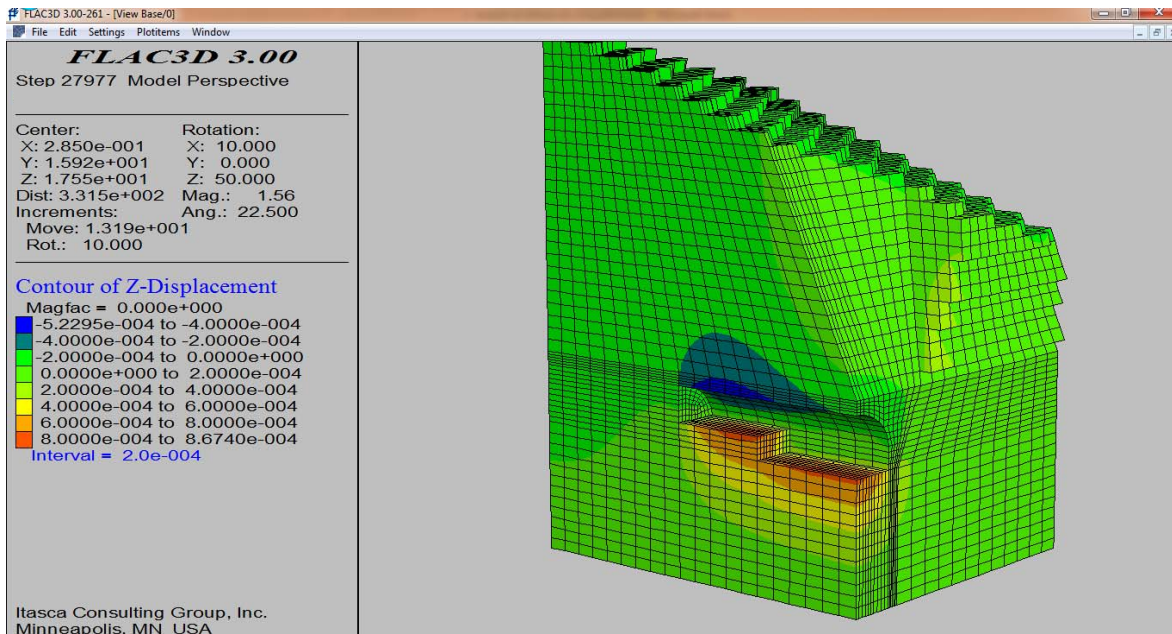 FLAC3D 3.00-261 - [View Base/0]
File Edit Settings Plotitems Window
FLAC3D 3.00
Step 27977 Model Perspective
Center: Rotation:
X: 2.850e-001 X: 10.000
Y: 1.592e+001 Y: 0.000
Z: 1.755e+001 Z: 50.000
Dist: 3.315e+002 Mag.: 1.56
Increments: Ang.: 22.500
Move: 1.319e+001
Rot.: 10.000
Contour of Z-Displacement
Magfac = 0.000e+000
-5.2295e-004 to -4.0000e-004
-4.0000e-004 to -2.0000e-004
-2.0000e-004 to 0.0000e+000
0.0000e+000 to 2.0000e-004
2.0000e-004 to 4.0000e-004
4.0000e-004 to 6.0000e-004
6.0000e-004 to 8.0000e-004
8.0000e-004 to 8.6740e-004
Interval = 2.0e-004
Itasca Consulting Group, Inc.
Minneapolis, MN USA